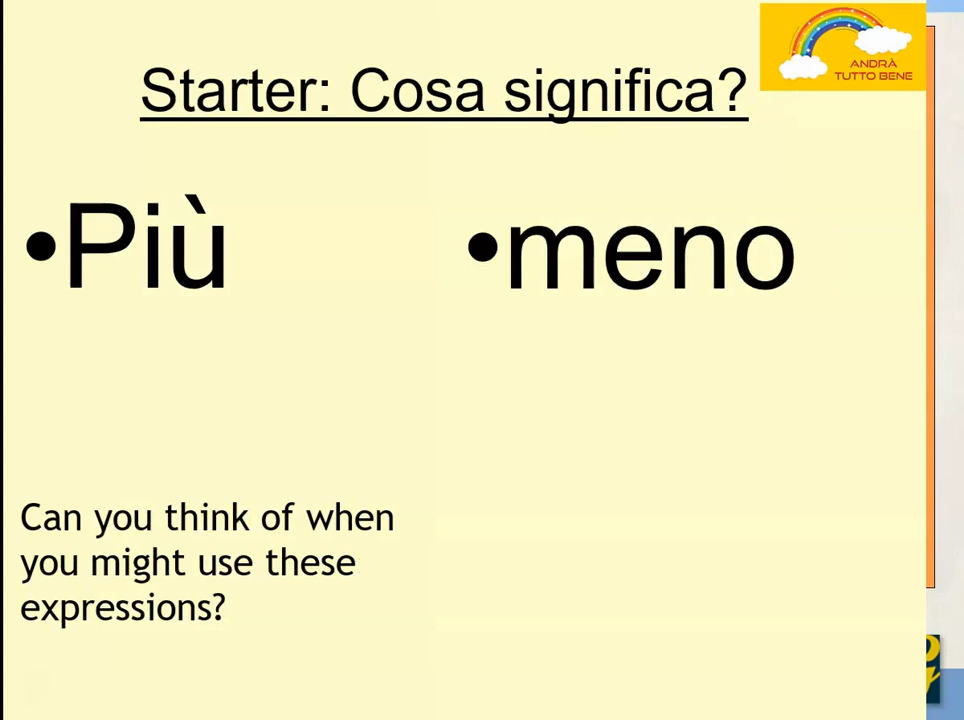 Starter: Cosa significa?
ANDRÀ
TUTTO BENE
•Più
•meno
Can you think of when
you might use these
expressions?